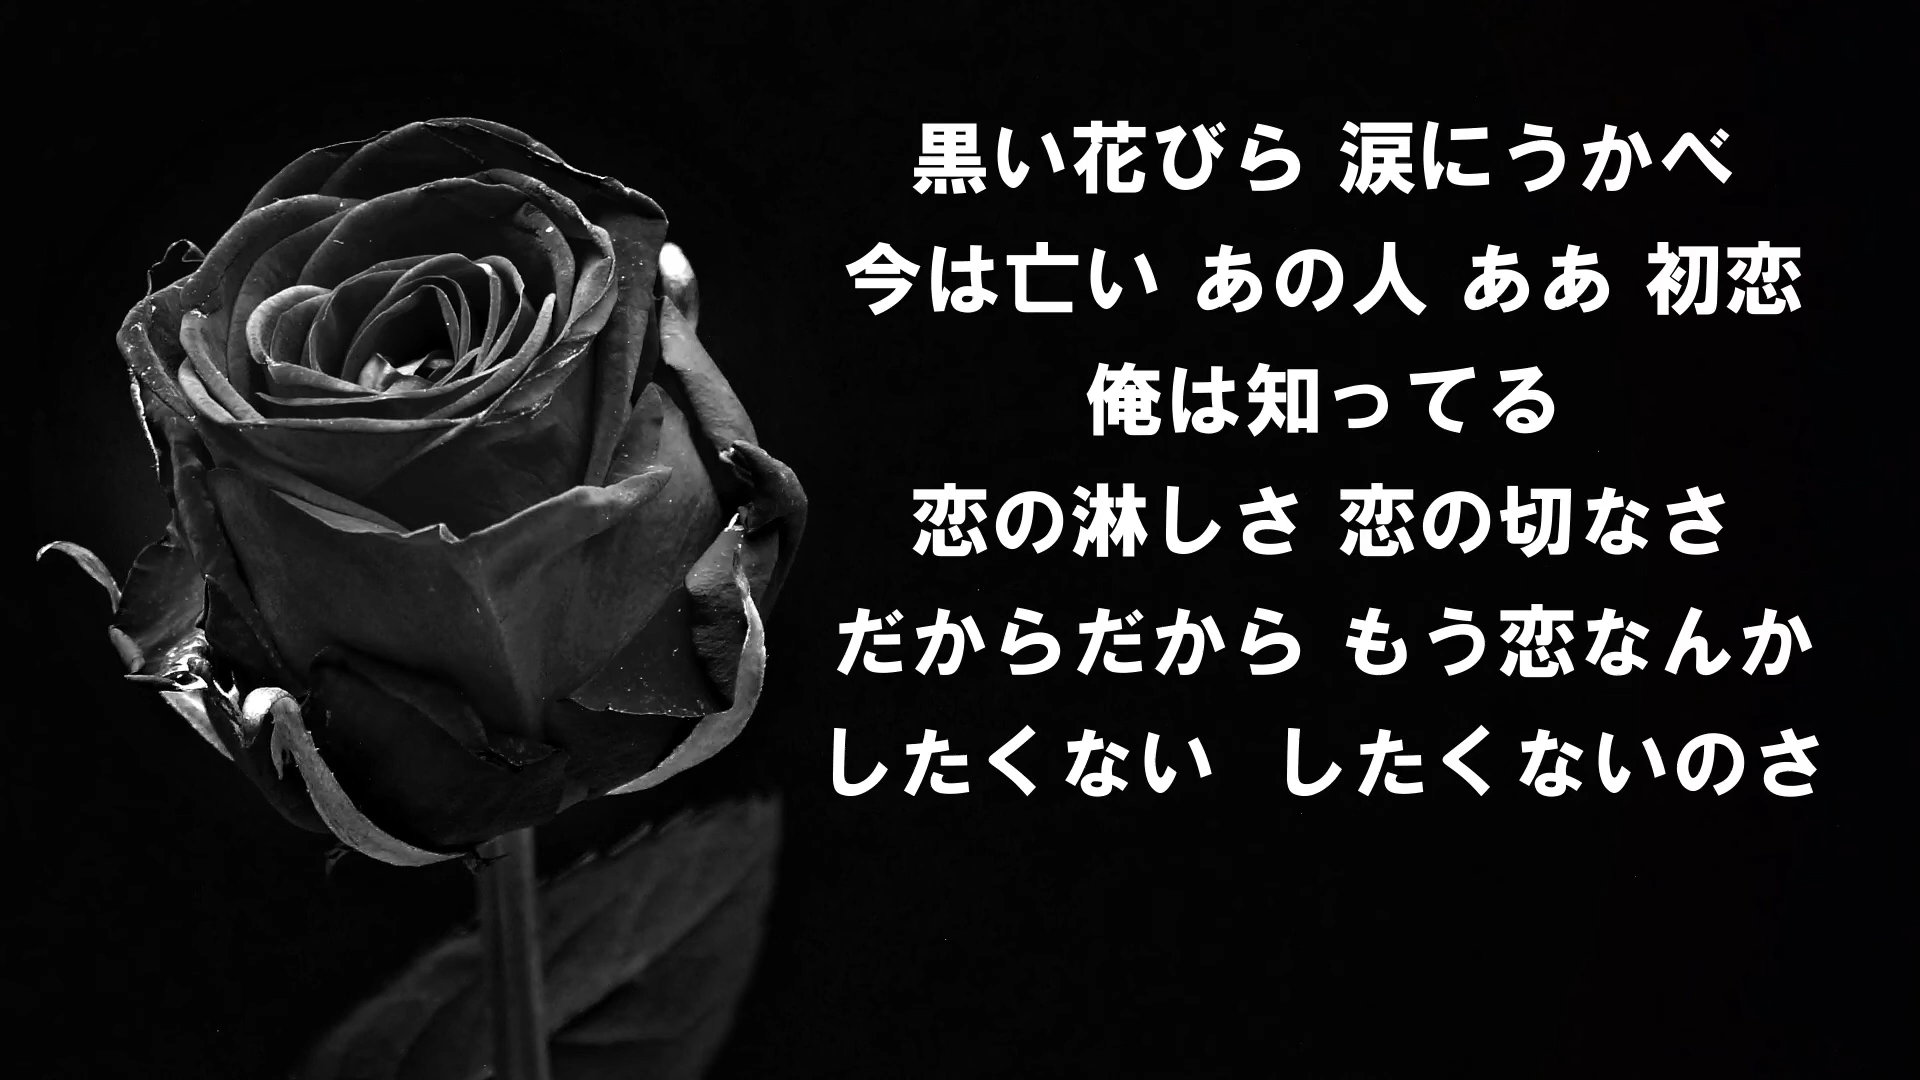 黒い花びら 涙にうかべ
今は亡い あの人 ああ 初恋
俺は知ってる
恋の淋しさ 恋の切なさ
だからだから もう恋なんか
したくない したくないのさ